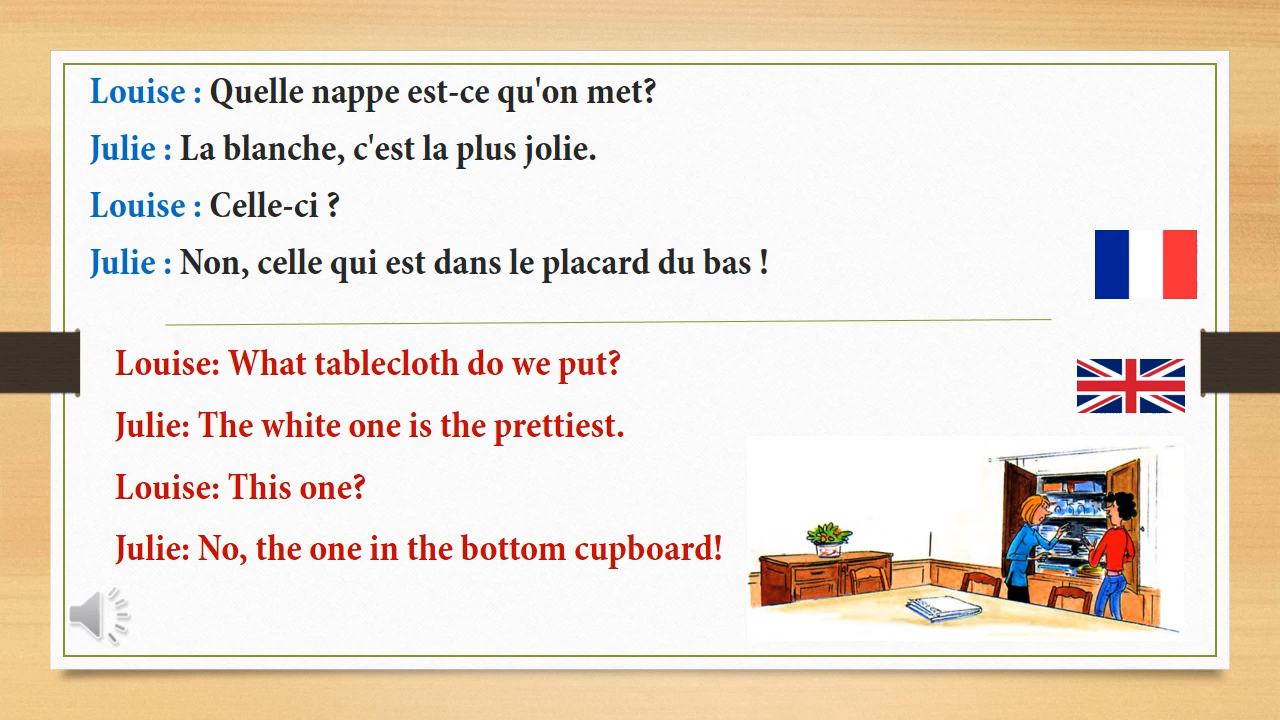 Louise : Quelle nappe est-ce qu'on met?
Julie : La blanche, c'est la plus jolie.
Louise : Celle-ci ?
Julie : Non, celle qui est dans le placard du bas !
Louise: What tablecloth do we put?
Julie: The white one is the prettiest.
Louise: This one?
Julie: No, the one in the bottom cupboard!